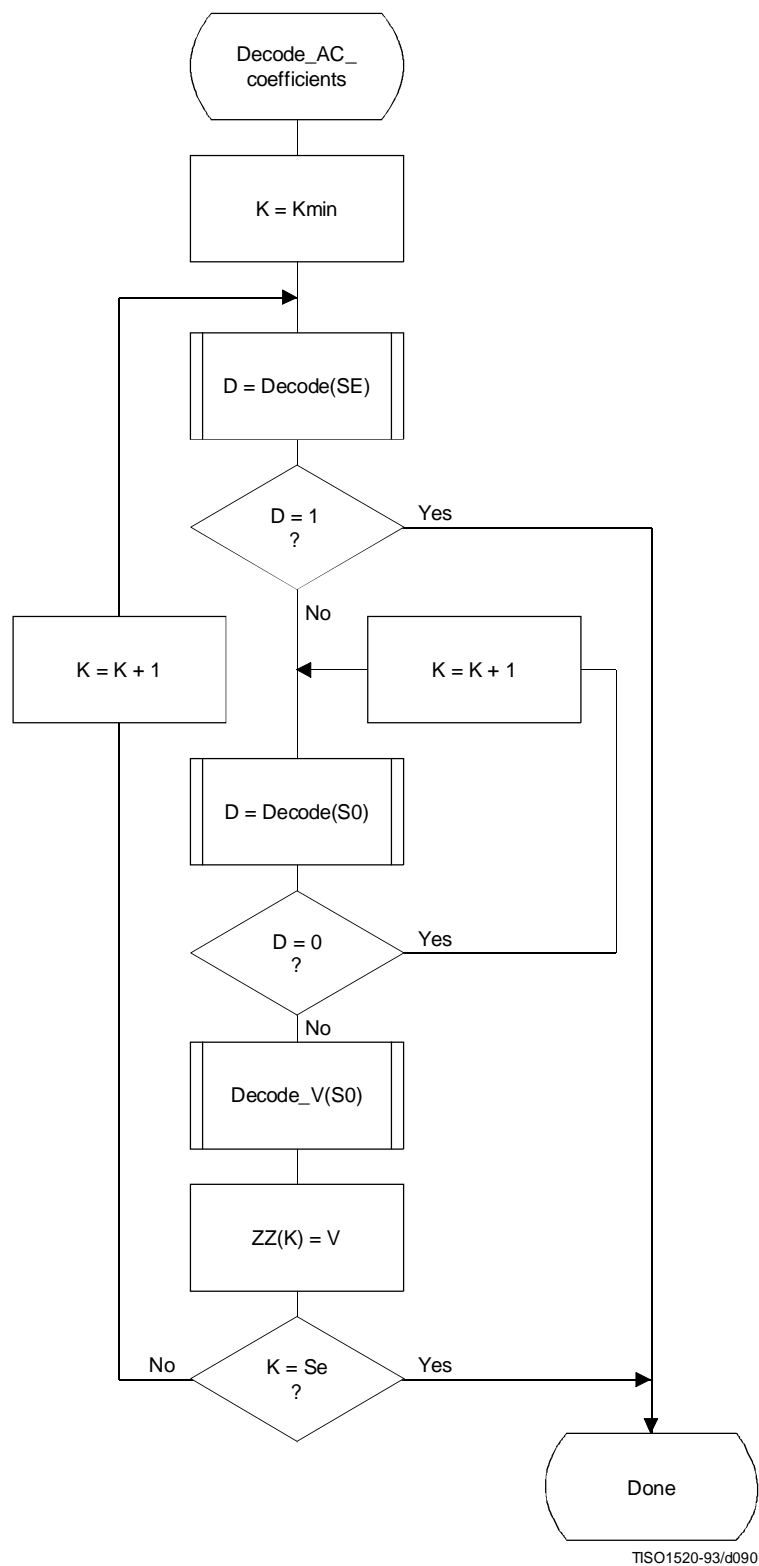 Decode_AC_
coefficients
K = Kmin
D = Decode(SE)
D = 1
?
Yes
No
K = K + 1
K = K + 1
D = Decode(S0)
D = 0
?
Yes
No
Decode_V(S0)
ZZ(K) = V
No
K = Se
?
Yes
Done
TISO1520-93/d090